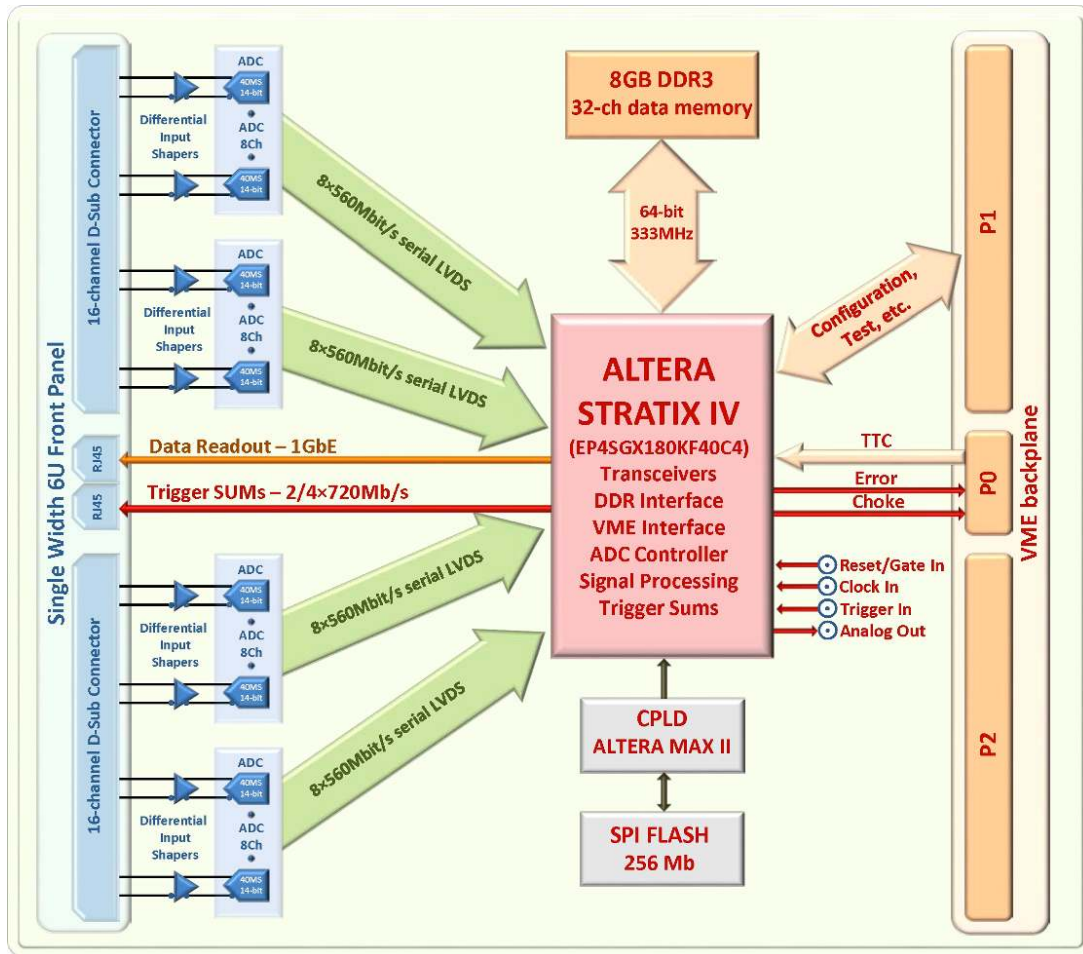 Single Width 6U Front Panel
16-channel D-Sub Connector
Differential
Input
Shapers
ADC
40MS
14-bit
ADC
8Ch
40MS
14-bit
8×560Mbit/s serial LVDS
Differential
Input
Shapers
ADC
40MS
14-bit
ADC
8Ch
40MS
14-bit
8×560Mbit/s serial LVDS
RJ45
Data Readout – 1GbE
RJ45
Trigger SUMs – 2/4×720Mb/s
16-channel D-Sub Connector
Differential
Input
Shapers
ADC
40MS
14-bit
ADC
8Ch
40MS
14-bit
8×560Mbit/s serial LVDS
Differential
Input
Shapers
ADC
40MS
14-bit
ADC
8Ch
40MS
14-bit
8×560Mbit/s serial LVDS
8GB DDR3
32-ch data memory
64-bit
333MHz
ALTERA
STRATIX IV
(EP4SGX180KF40C4)
Transceivers
DDR Interface
VME Interface
ADC Controller
Signal Processing
Trigger Sums
CPLD
ALTERA MAX II
SPI FLASH
256 Mb
Configuration,
Test, etc.
TTC
Error
Choke
Reset/Gate In
Clock In
Trigger In
Analog Out
P1
P0
P2
VME backplane